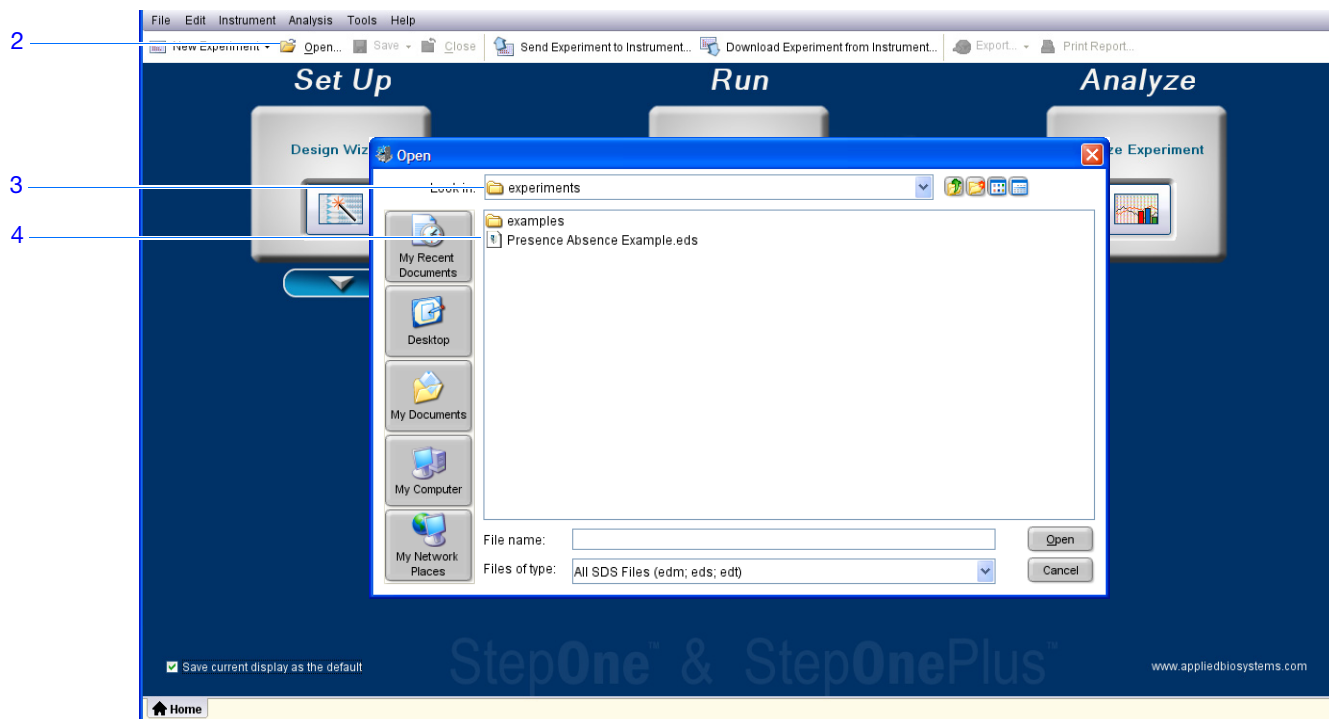 File Edit Instrument Analysis Tools Help
2
New Experiment Open... Save Close Send Experiment to Instrument... Download Experiment from Instrument... Export... Print Report...
Set Up Run Analyze
Design Wiz
ze Experiment
Open
3
Look in: experiments
examples
4
Presence Absence Example.eds
My Recent
Documents
Desktop
My Documents
My Computer
My Network
Places
File name:
Open
Files of type: All SDS Files (edm; eds; edt)
Cancel
StepOne™ & StepOnePlus™
Save current display as the default
www.appliedbiosystems.com
Home